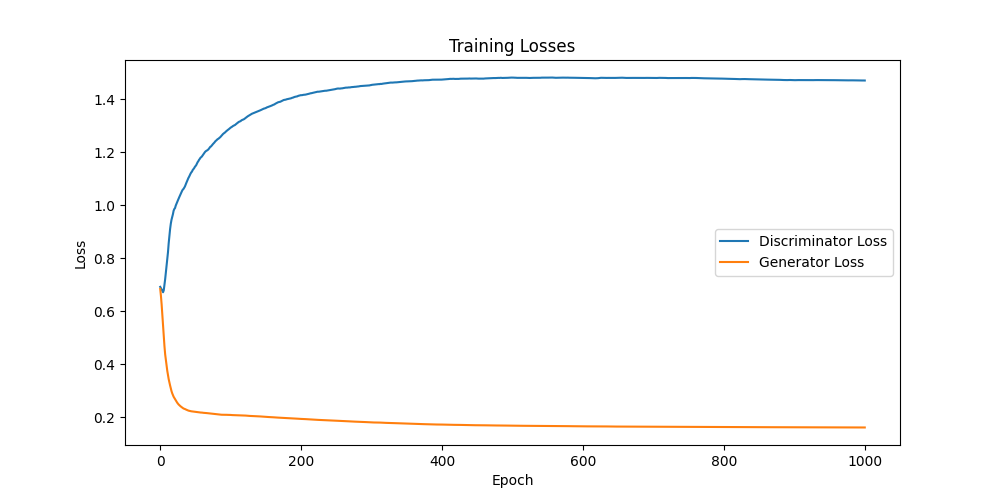 Training Losses
1.4
1.2
1.0
0.8
0.6
0.4
0.2
Loss
Discriminator Loss
Generator Loss
0 200 400 600 800 1000
Epoch